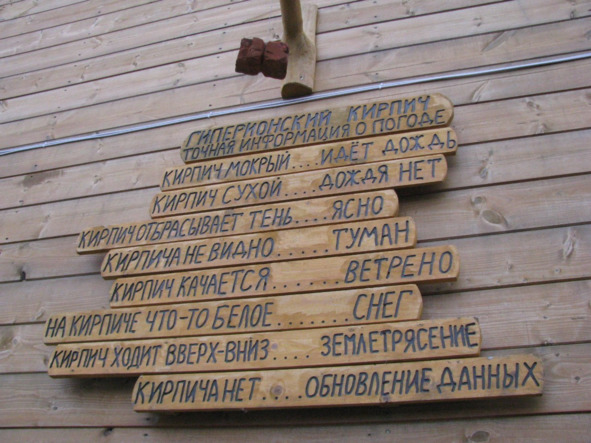 ГИПЕРИОНСКИЙ КИРПИЧ
ТОЧНАЯ ИНФОРМАЦИЯ О ПОГОДЕ
КИРПИЧ МОКРЫЙ....ИДЁТ ДОЖДЬ
КИРПИЧ СУХОЙ....ДОЖДЯ НЕТ
КИРПИЧ ОТБРАСЫВАЕТ ТЕНЬ....ЯСНО
КИРПИЧА НЕ ВИДНО......ТУМАН
КИРПИЧ КАЧАЕТСЯ......ВЕТРЕНО
НА КИРПИЧЕ ЧТО-ТО БЕЛОЕ.......СНЕГ
КИРПИЧ ХОДИТ ВВЕРХ-ВНИЗ.....ЗЕМЛЕТРЯСЕНИЕ
КИРПИЧА НЕТ....ОБНОВЛЕНИЕ ДАННЫХ